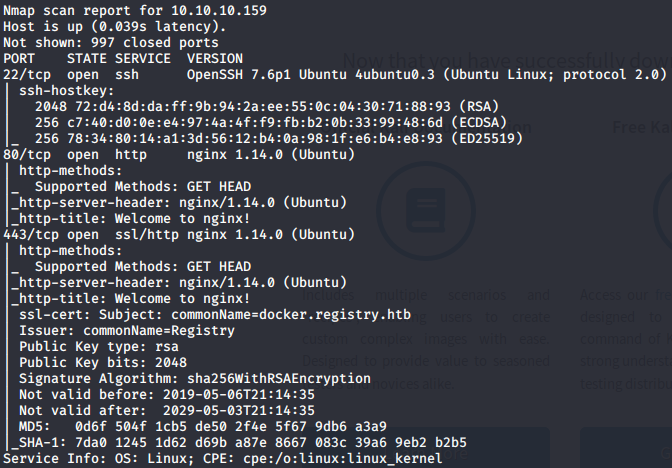 Nmap scan report for 10.10.10.159
Host is up (0.039s latency).
Not shown: 997 closed ports
PORT    STATE SERVICE  VERSION
22/tcp  open  ssh      OpenSSH 7.6p1 Ubuntu 4ubuntu0.3 (Ubuntu Linux; protocol 2.0)
| ssh-hostkey:
|   2048 72:d4:8d:da:ff:9b:94:2a:ee:55:0c:04:30:71:88:93 (RSA)
|   256 c7:40:d0:0e:e4:97:4a:4f:f9:fb:b2:0b:33:99:48:6d (ECDSA)
|_  256 78:34:80:14:a1:3d:56:12:b4:0a:98:1f:e6:b4:e8:93 (ED25519)
80/tcp  open  http     nginx 1.14.0 (Ubuntu)
| http-methods:
|_  Supported Methods: GET HEAD
|_http-server-header: nginx/1.14.0 (Ubuntu)
|_http-title: Welcome to nginx!
443/tcp open  ssl/http nginx 1.14.0 (Ubuntu)
| http-methods:
|_  Supported Methods: GET HEAD
|_http-server-header: nginx/1.14.0 (Ubuntu)
|_http-title: Welcome to nginx!
| ssl-cert: Subject: commonName=docker.registry.htb
| Issuer: commonName=Registry
| Public Key type: rsa
| Public Key bits: 2048
| Signature Algorithm: sha256WithRSAEncryption
| Not valid before: 2019-05-06T21:14:35
| Not valid after:  2029-05-03T21:14:35
| MD5:   0d6f 504f 1cb5 de50 2f4e 5f67 9db6 a3a9
|_SHA-1: 7da0 1245 1d62 d69b a87e 8667 083c 39a6 9eb2 b2b5
Service Info: OS: Linux; CPE: cpe:/o:linux:linux_kernel